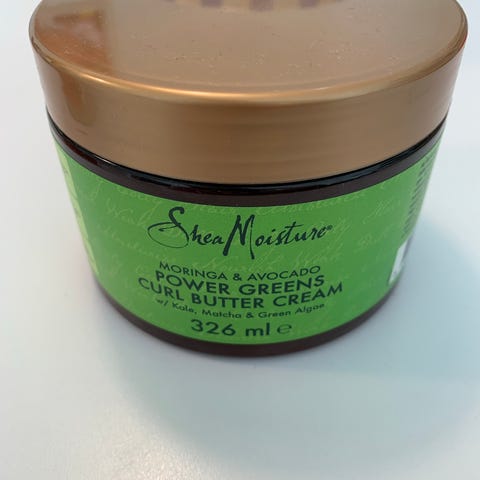 SheaMoisture®
MORINGA & AVOCADO
POWER GREENS
CURL BUTTER CREAM
w/ Kale, Matcha & Green Algae
326 ml e